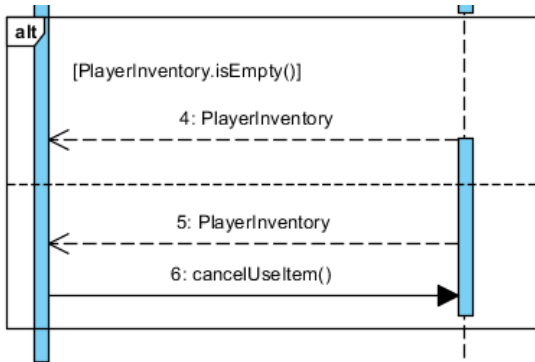 alt
[PlayerInventory.isEmpty()]
4: PlayerInventory
5: PlayerInventory
6: cancelUseItem()